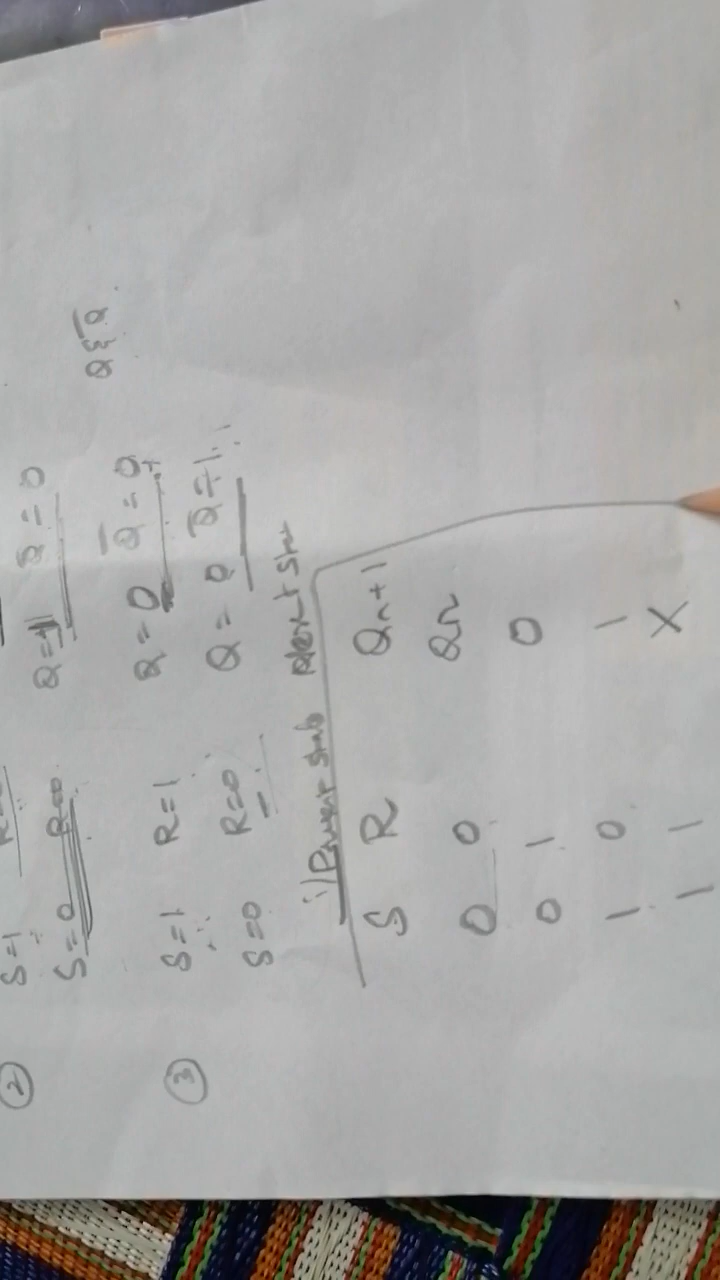 ② S=1
S=0 R=0 Q=1 Q̅=0
Q & Q̅
③ S=1 R=1 Q=0 Q̅=0
S=0 R=0 Q=0 Q̅=1
i/Present state Next state
S R Qn+1
0 0 Qn
0 1 0
1 0 1
1 1 X